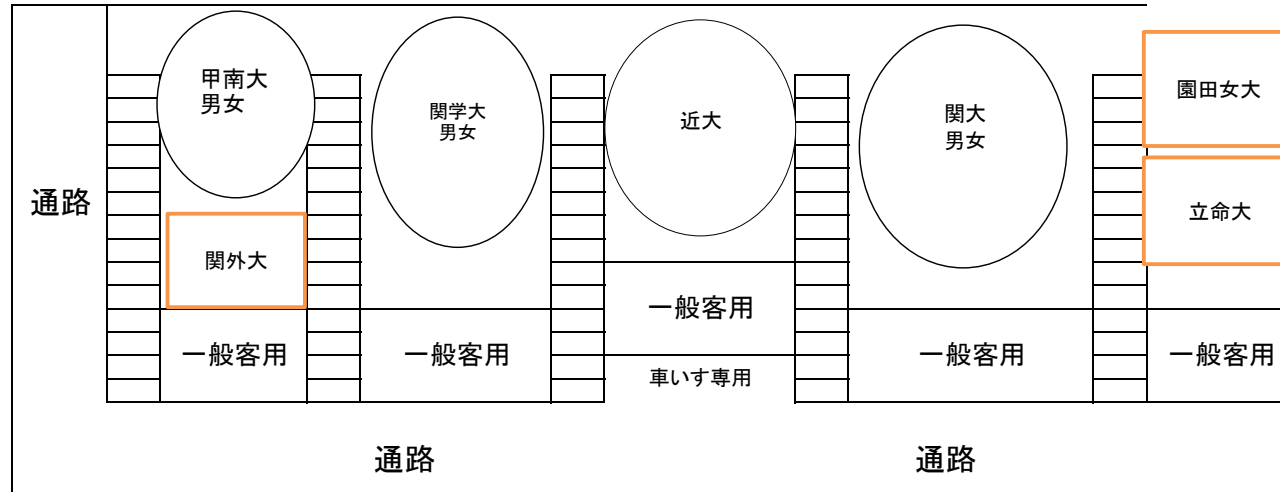 甲南大
男女
関学大
男女
近大
関大
男女
園田女大
通路
関外大
立命大
一般客用
一般客用
一般客用
車いす専用
一般客用
一般客用
通路
通路